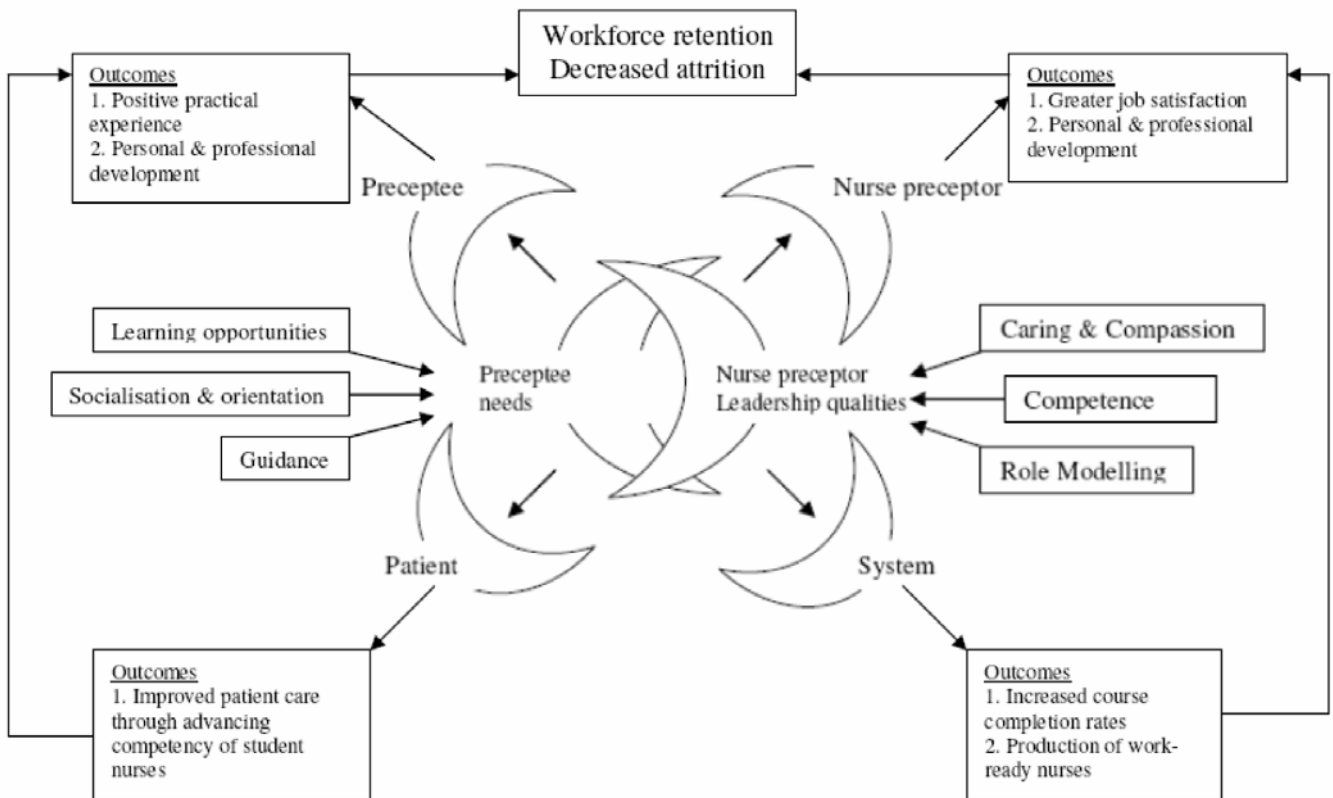 Workforce retention
Decreased attrition
Outcomes
1. Positive practical
experience
2. Personal & professional
development
Outcomes
1. Greater job satisfaction
2. Personal & professional
development
Preceptee
Nurse preceptor
Learning opportunities
Socialisation & orientation
Guidance
Preceptee
needs
Nurse preceptor
Leadership qualities
Caring & Compassion
Competence
Role Modelling
Patient
System
Outcomes
1. Improved patient care
through advancing
competency of student
nurses
Outcomes
1. Increased course
completion rates
2. Production of work-
ready nurses